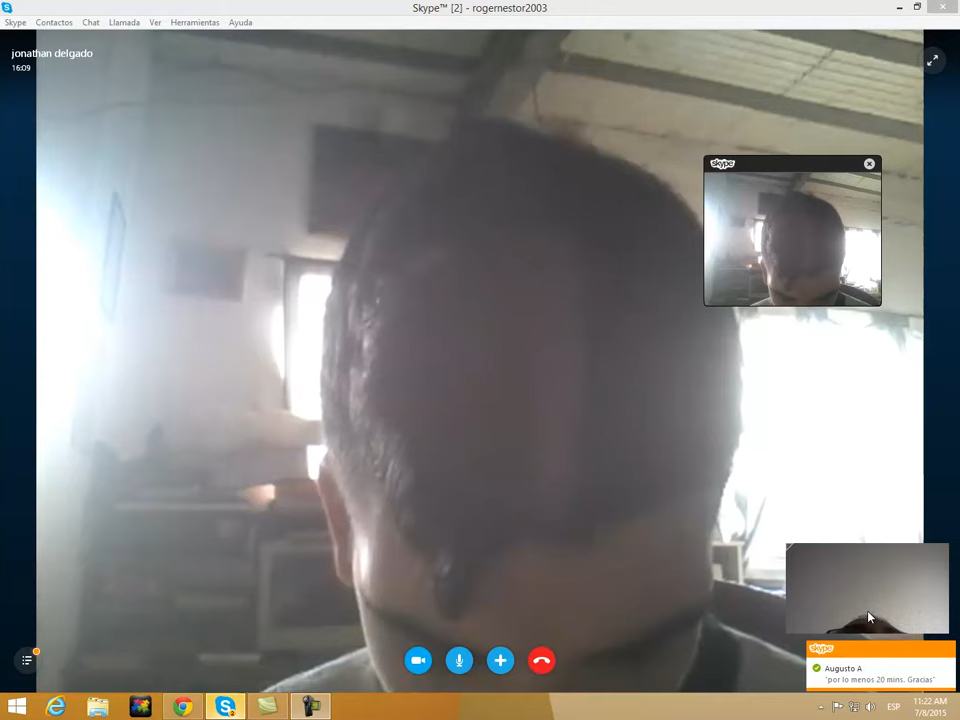 Skype™ [2] - rogernestor2003
Skype Contactos Chat Llamada Ver Herramientas Ayuda
jonathan delgado
16:09
skype
skype
Augusto A
"por lo menos 20 mins. Gracias"
ESP
11:22 AM
7/8/2015